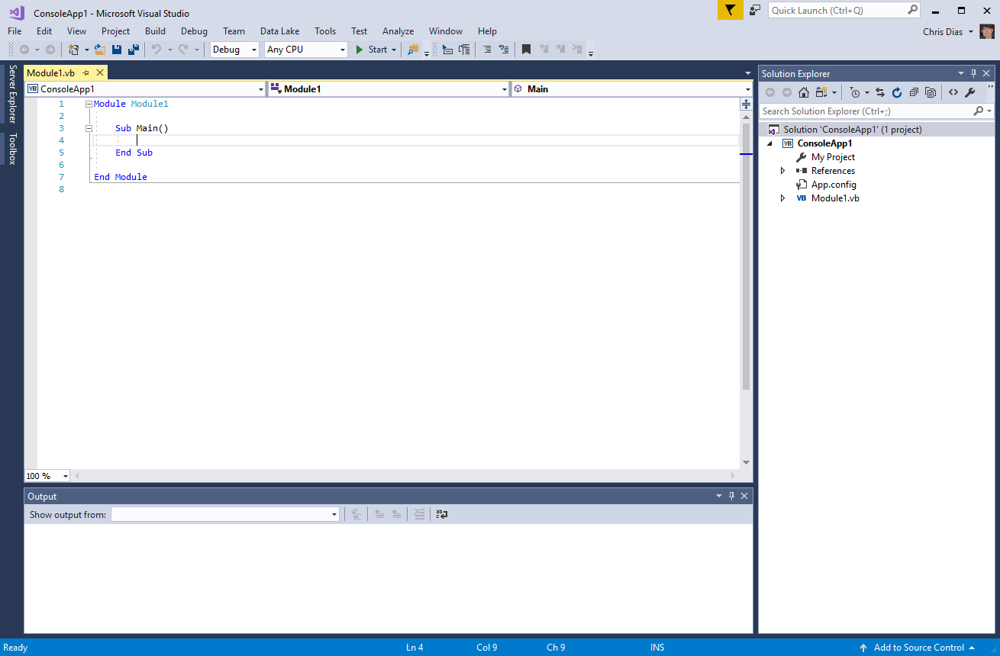 ConsoleApp1 - Microsoft Visual Studio
Quick Launch (Ctrl+Q)
File Edit View Project Build Debug Team Data Lake Tools Test Analyze Window Help
Chris Dias
Debug Any CPU Start
Server Explorer
Toolbox
Module1.vb
VB ConsoleApp1 Module1 Main
1 Module Module1
2
3 Sub Main()
4
5 End Sub
6
7 End Module
8
100 %
Output
Show output from:
Solution Explorer
Search Solution Explorer (Ctrl+;)
Solution 'ConsoleApp1' (1 project)
VB ConsoleApp1
My Project
References
App.config
VB Module1.vb
Ready Ln 4 Col 9 Ch 9 INS Add to Source Control